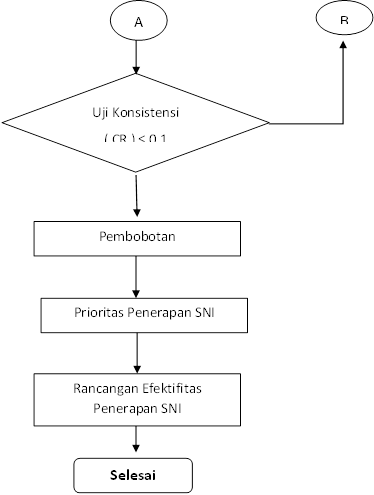 A
B
Uji Konsistensi
( CR ) < 0.1
Pembobotan
Prioritas Penerapan SNI
Rancangan Efektifitas
Penerapan SNI
Selesai